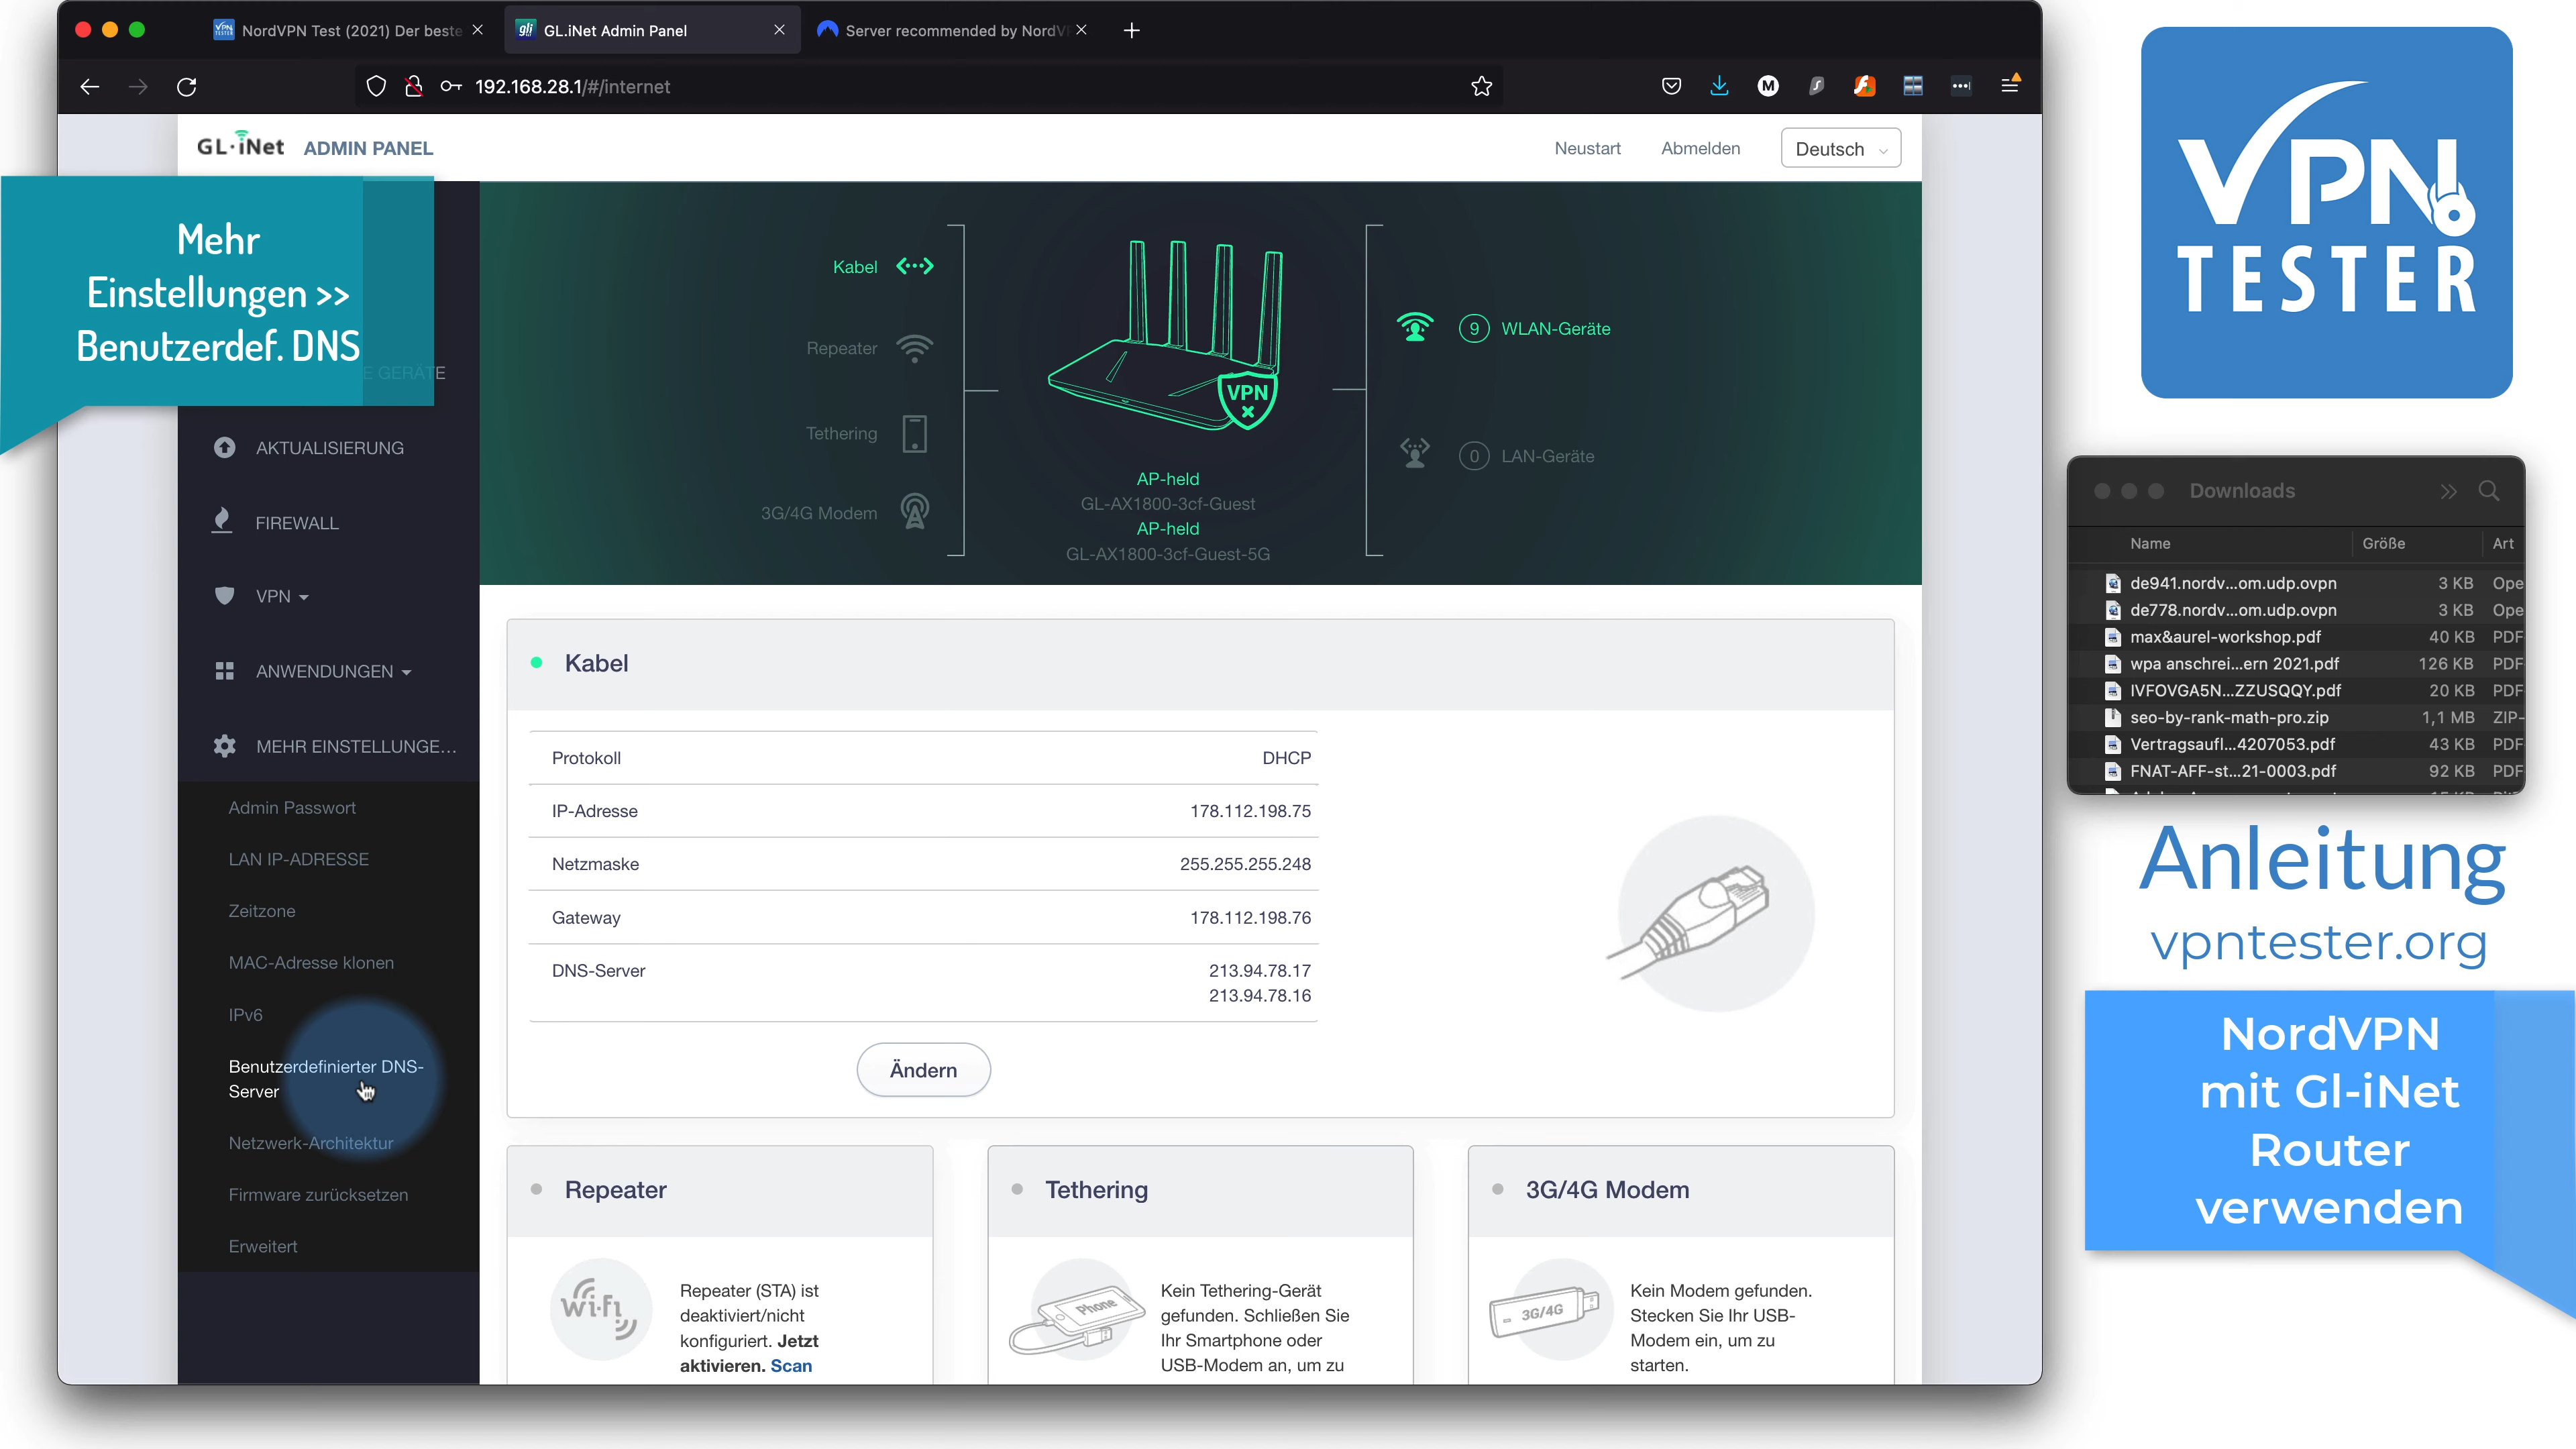 NordVPN Test (2021) Der beste
GL.iNet Admin Panel
Server recommended by NordV
192.168.28.1/#/internet
GL·iNet ADMIN PANEL
Neustart
Abmelden
Deutsch
Mehr
Einstellungen >>
Benutzerdef. DNS
E GERÄTE
AKTUALISIERUNG
FIREWALL
VPN
ANWENDUNGEN
MEHR EINSTELLUNGE...
Admin Passwort
LAN IP-ADRESSE
Zeitzone
MAC-Adresse klonen
IPv6
Benutzerdefinierter DNS-
Server
Netzwerk-Architektur
Firmware zurücksetzen
Erweitert
Kabel
Repeater
Tethering
3G/4G Modem
VPN
AP-held
GL-AX1800-3cf-Guest
AP-held
GL-AX1800-3cf-Guest-5G
9 WLAN-Geräte
0 LAN-Geräte
Kabel
Protokoll DHCP
IP-Adresse 178.112.198.75
Netzmaske 255.255.255.248
Gateway 178.112.198.76
DNS-Server 213.94.78.17
213.94.78.16
Ändern
Repeater
Wi-Fi
Repeater (STA) ist
deaktiviert/nicht
konfiguriert. Jetzt
aktivieren. Scan
Tethering
Phone
Kein Tethering-Gerät
gefunden. Schließen Sie
Ihr Smartphone oder
USB-Modem an, um zu
3G/4G Modem
3G/4G
Kein Modem gefunden.
Stecken Sie Ihr USB-
Modem ein, um zu
starten.
VPN
TESTER
Downloads
Name Größe Art
de941.nordv...om.udp.ovpn 3 KB Ope
de778.nordv...om.udp.ovpn 3 KB Ope
max&aurel-workshop.pdf 40 KB PDF
wpa anschrei...ern 2021.pdf 126 KB PDF
IVFOVGA5N...ZZUSQQY.pdf 20 KB PDF
seo-by-rank-math-pro.zip 1,1 MB ZIP-
Vertragsaufl...4207053.pdf 43 KB PDF
FNAT-AFF-st...21-0003.pdf 92 KB PDF
Anleitung
vpntester.org
NordVPN
mit Gl-iNet
Router
verwenden